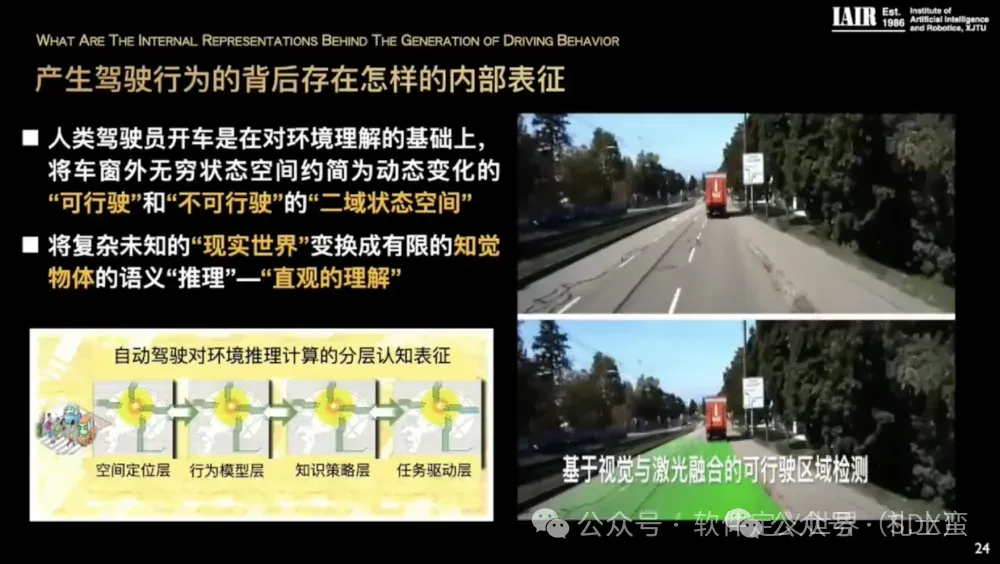 IAIR Est. 1986 Institute of Artificial Intelligence and Robotics, XJTU
WHAT ARE THE INTERNAL REPRESENTATIONS BEHIND THE GENERATION OF DRIVING BEHAVIOR
产生驾驶行为的背后存在怎样的内部表征
■ 人类驾驶员开车是在对环境理解的基础上，
将车窗外无穷状态空间约简为动态变化的
“可行驶”和“不可行驶”的“二域状态空间”
■ 将复杂未知的“现实世界”变换成有限的知觉
物体的语义“推理”—“直观的理解”
自动驾驶对环境推理计算的分层认知表征
空间定位层 行为模型层 知识策略层 任务驱动层
基于视觉与激光融合的可行驶区域检测
公众号 · 软件定义世界（SDX）
公众号 ·
24